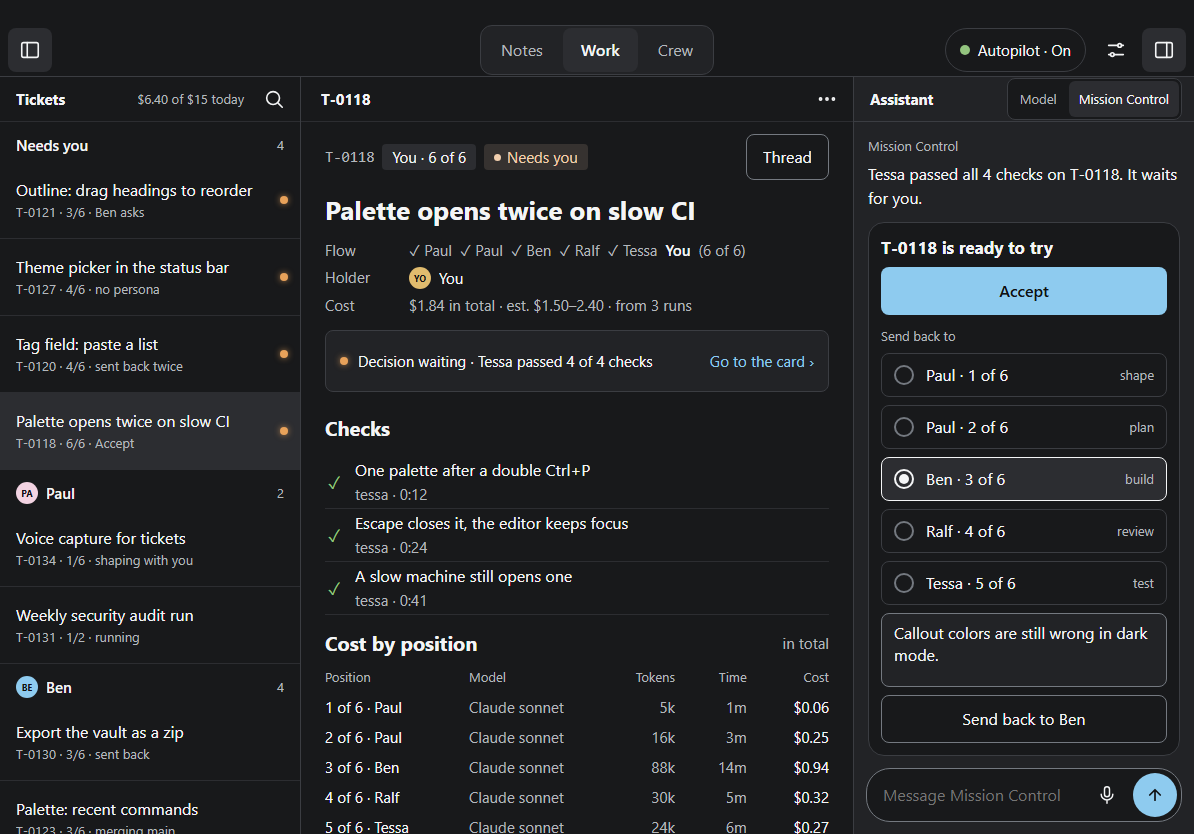 Notes
Work
Crew
Autopilot · On
Tickets
$6.40 of $15 today
Needs you
4
Outline: drag headings to reorder
T-0121 · 3/6 · Ben asks
Theme picker in the status bar
T-0127 · 4/6 · no persona
Tag field: paste a list
T-0120 · 4/6 · sent back twice
Palette opens twice on slow CI
T-0118 · 6/6 · Accept
PA
Paul
2
Voice capture for tickets
T-0134 · 1/6 · shaping with you
Weekly security audit run
T-0131 · 1/2 · running
BE
Ben
4
Export the vault as a zip
T-0130 · 3/6 · sent back
Palette: recent commands
T-0123 · 3/6 · merging main
T-0118
T-0118
You · 6 of 6
Needs you
Thread
Palette opens twice on slow CI
Flow
✓ Paul ✓ Paul ✓ Ben ✓ Ralf ✓ Tessa You (6 of 6)
Holder
YO
You
Cost
$1.84 in total · est. $1.50–2.40 · from 3 runs
Decision waiting · Tessa passed 4 of 4 checks
Go to the card ›
Checks
One palette after a double Ctrl+P
tessa · 0:12
Escape closes it, the editor keeps focus
tessa · 0:24
A slow machine still opens one
tessa · 0:41
Cost by position
in total
Position Model Tokens Time Cost
1 of 6 · Paul Claude sonnet 5k 1m $0.06
2 of 6 · Paul Claude sonnet 16k 3m $0.25
3 of 6 · Ben Claude sonnet 88k 14m $0.94
4 of 6 · Ralf Claude sonnet 30k 5m $0.32
5 of 6 · Tessa Claude sonnet 24k 6m $0.27
Assistant
Model
Mission Control
Mission Control
Tessa passed all 4 checks on T-0118. It waits
for you.
T-0118 is ready to try
Accept
Send back to
Paul · 1 of 6
shape
Paul · 2 of 6
plan
Ben · 3 of 6
build
Ralf · 4 of 6
review
Tessa · 5 of 6
test
Callout colors are still wrong in dark
mode.
Send back to Ben
Message Mission Control